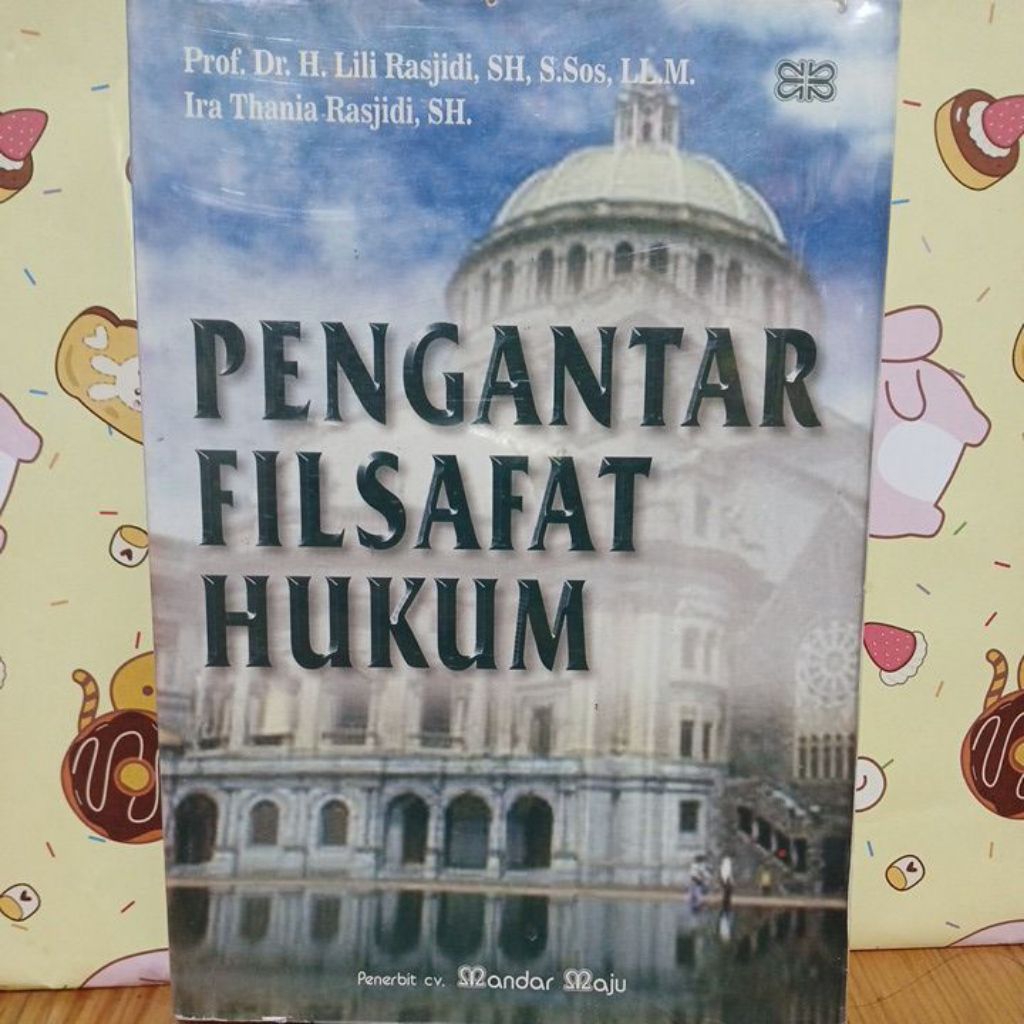 Prof. Dr. H. Lili Rasjidi, SH, S.Sos, LL.M.
Ira Thania Rasjidi, SH.
PENGANTAR
FILSAFAT
HUKUM
Penerbit cv. Mandar Maju